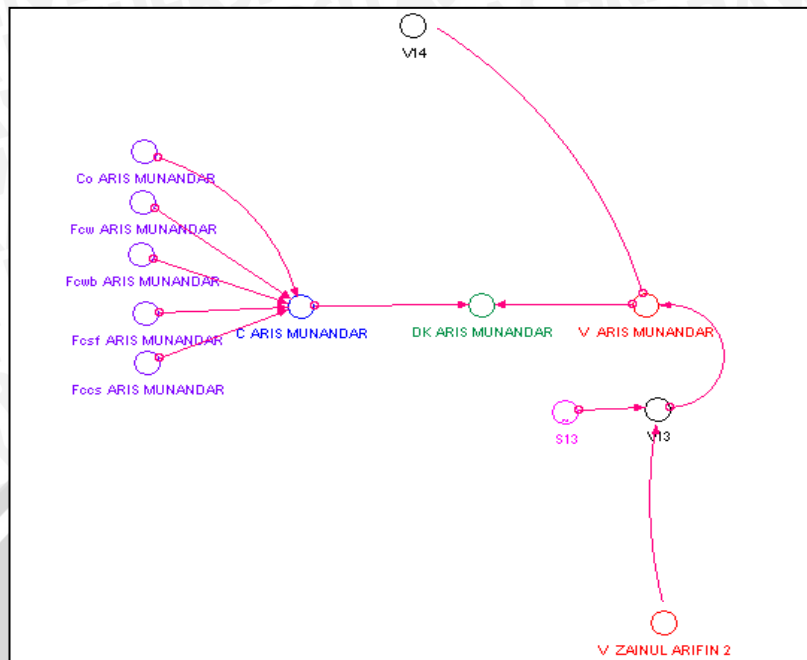 V14
Co ARIS MUNANDAR
Fcw ARIS MUNANDAR
Fcwb ARIS MUNANDAR
Fcsf ARIS MUNANDAR
C ARIS MUNANDAR
DK ARIS MUNANDAR
V ARIS MUNANDAR
Fccs ARIS MUNANDAR
S13
V13
V ZAINUL ARIFIN 2